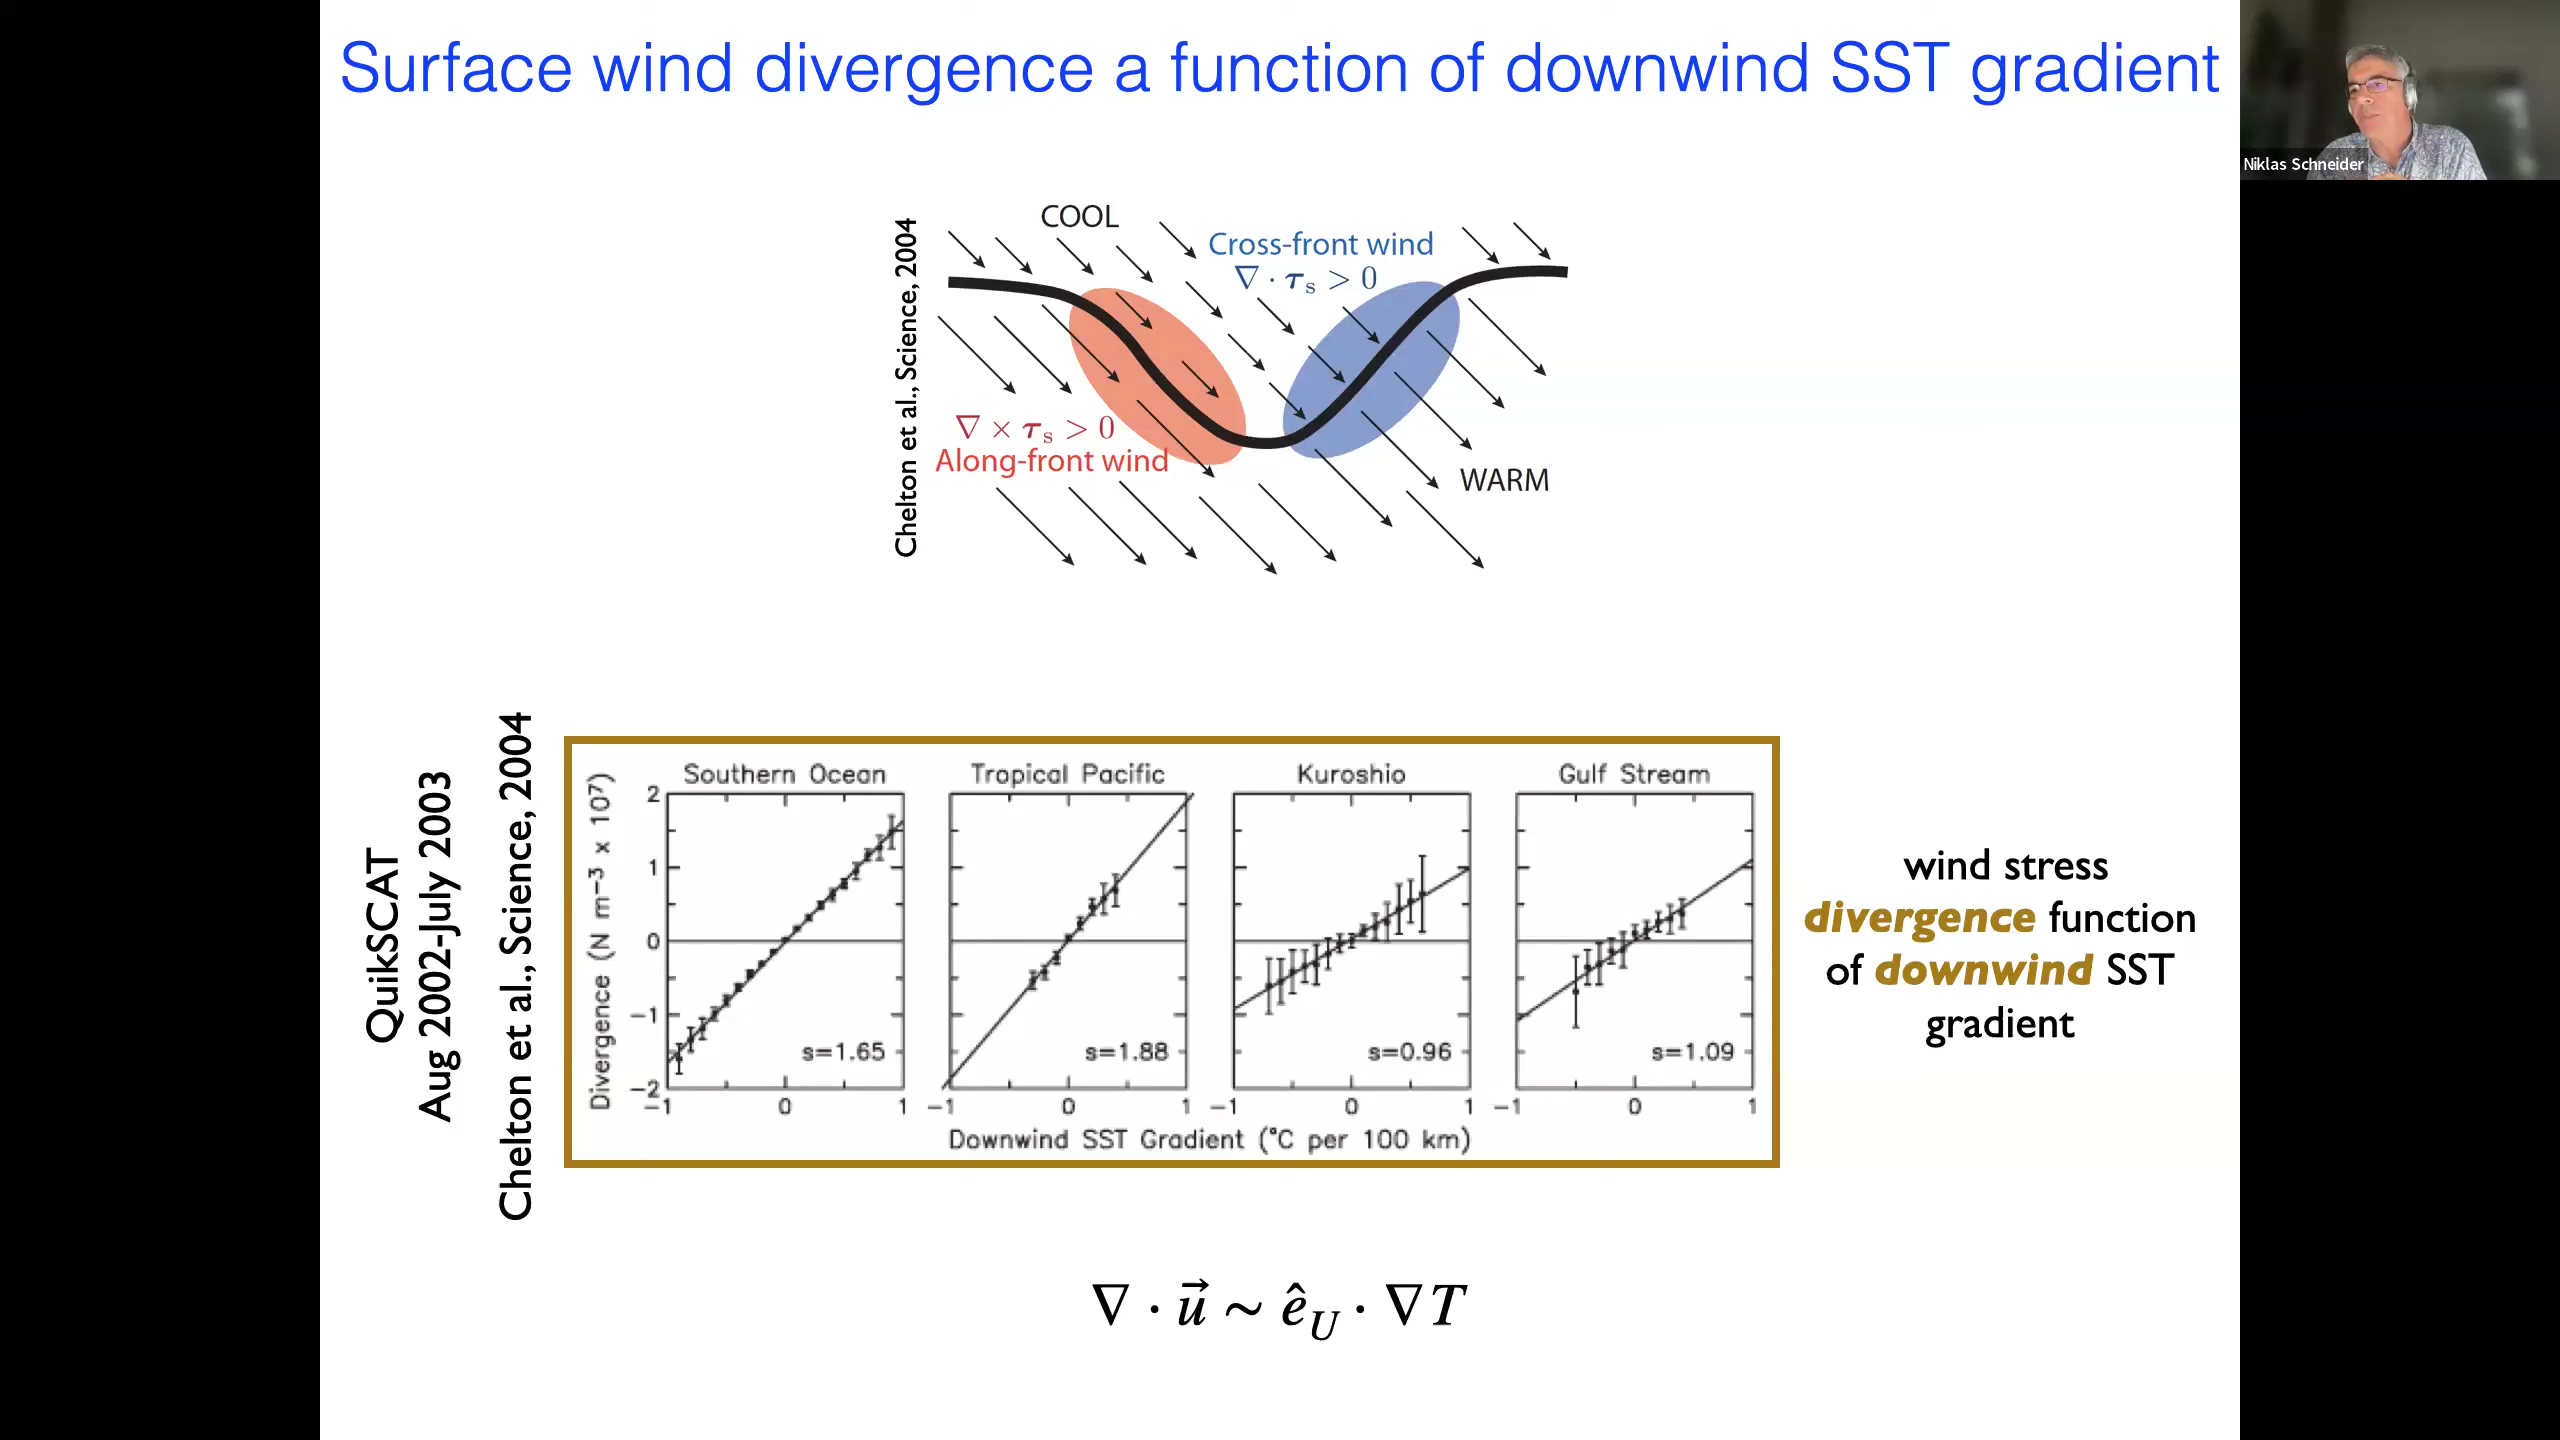 Surface wind divergence a function of downwind SST gradient
Niklas Schneider
Chelton et al., Science, 2004
COOL
Cross-front wind
∇ · τs > 0
∇ × τs > 0
Along-front wind
WARM
QuikSCAT
Aug 2002-July 2003
Chelton et al., Science, 2004
Southern Ocean
Tropical Pacific
Kuroshio
Gulf Stream
Divergence (N m⁻³ x 10⁷)
2
1
0
−1
−2
s=1.65
s=1.88
s=0.96
s=1.09
−1 0 1
−1 0 1
−1 0 1
−1 0 1
Downwind SST Gradient (°C per 100 km)
wind stress
divergence function
of downwind SST
gradient
∇ · u⃗ ~ ê_U · ∇T